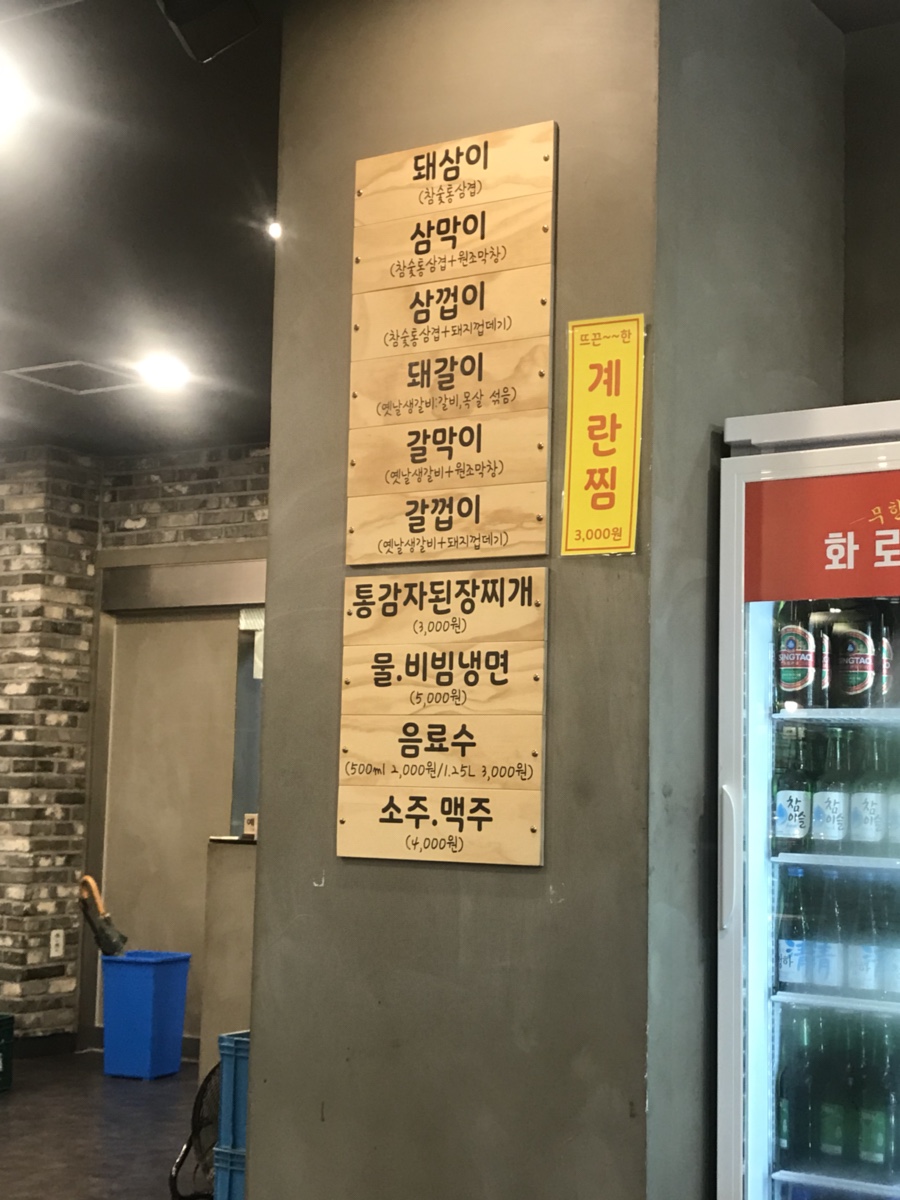 돼삼이
(참숯통삼겹)
삼막이
(참숯통삼겹+원조막창)
삼껍이
(참숯통삼겹+돼지껍데기)
돼갈이
(옛날생갈비:갈비,목살 섞음)
갈막이
(옛날생갈비+원조막창)
갈껍이
(옛날생갈비+돼지껍데기)
통감자된장찌개
(3,000원)
물.비빔냉면
(5,000원)
음료수
(500ml 2,000원/1.25L 3,000원)
소주.맥주
(4,000원)
뜨끈~~한
계
란
찜
3,000원
무한
화로
TSINGTAO
TSINGTAO
참
이슬
참
이슬